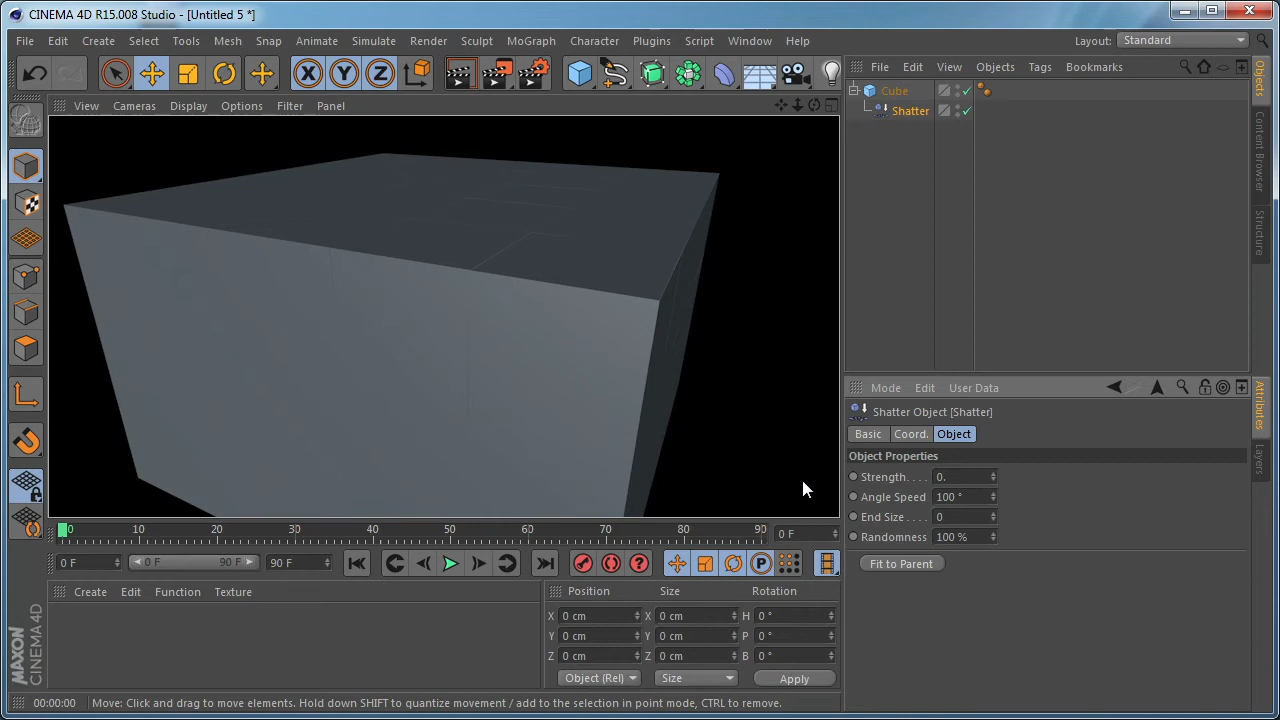 CINEMA 4D R15.008 Studio - [Untitled 5 *]
File Edit Create Select Tools Mesh Snap Animate Simulate Render Sculpt MoGraph Character Plugins Script Window Help Layout: Standard
X Y Z
File Edit View Objects Tags Bookmarks
View Cameras Display Options Filter Panel
Cube
Shatter
Objects
Content Browser
Structure
Mode Edit User Data
Shatter Object [Shatter]
Basic Coord. Object
Object Properties
Strength. . . . 0.
Angle Speed 100 °
End Size . . . 0
Randomness 100 %
Fit to Parent
Attributes
Layers
0 10 20 30 40 50 60 70 80 90 0 F
0 F 0 F 90 F 90 F P
Create Edit Function Texture
Position Size Rotation
X 0 cm X 0 cm H 0 °
Y 0 cm Y 0 cm P 0 °
Z 0 cm Z 0 cm B 0 °
Object (Rel) Size Apply
MAXON CINEMA 4D
00:00:00 Move: Click and drag to move elements. Hold down SHIFT to quantize movement / add to the selection in point mode, CTRL to remove.